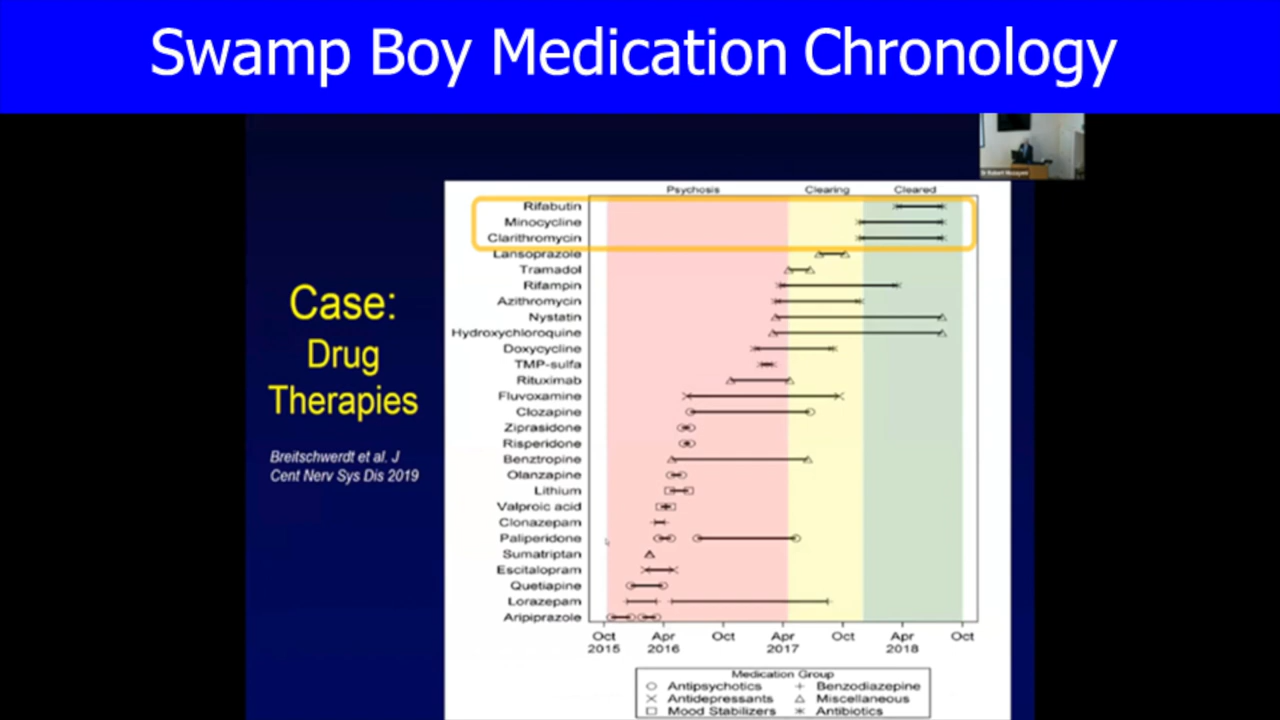 Swamp Boy Medication Chronology
Case:
Drug
Therapies
Breitschwerdt et al. J
Cent Nerv Sys Dis 2019
Psychosis Clearing Cleared
Rifabutin
Minocycline
Clarithromycin
Lansoprazole
Tramadol
Rifampin
Azithromycin
Nystatin
Hydroxychloroquine
Doxycycline
TMP-sulfa
Rituximab
Fluvoxamine
Clozapine
Ziprasidone
Risperidone
Benztropine
Olanzapine
Lithium
Valproic acid
Clonazepam
Paliperidone
Sumatriptan
Escitalopram
Quetiapine
Lorazepam
Aripiprazole
Oct Apr Oct Apr Oct Apr Oct
2015 2016 2017 2018
Medication Group
Antipsychotics Benzodiazepine
Antidepressants Miscellaneous
Mood Stabilizers Antibiotics